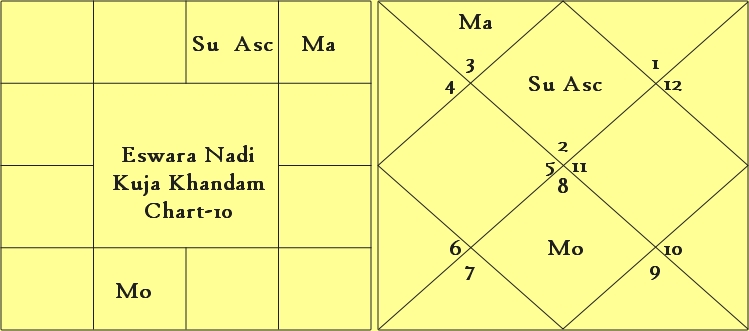 Su Asc Ma
Eswara Nadi
Kuja Khandam
Chart-10
Mo
Ma
3 1
4 12
Su Asc
2
5 11
8
6 10
7 9
Mo